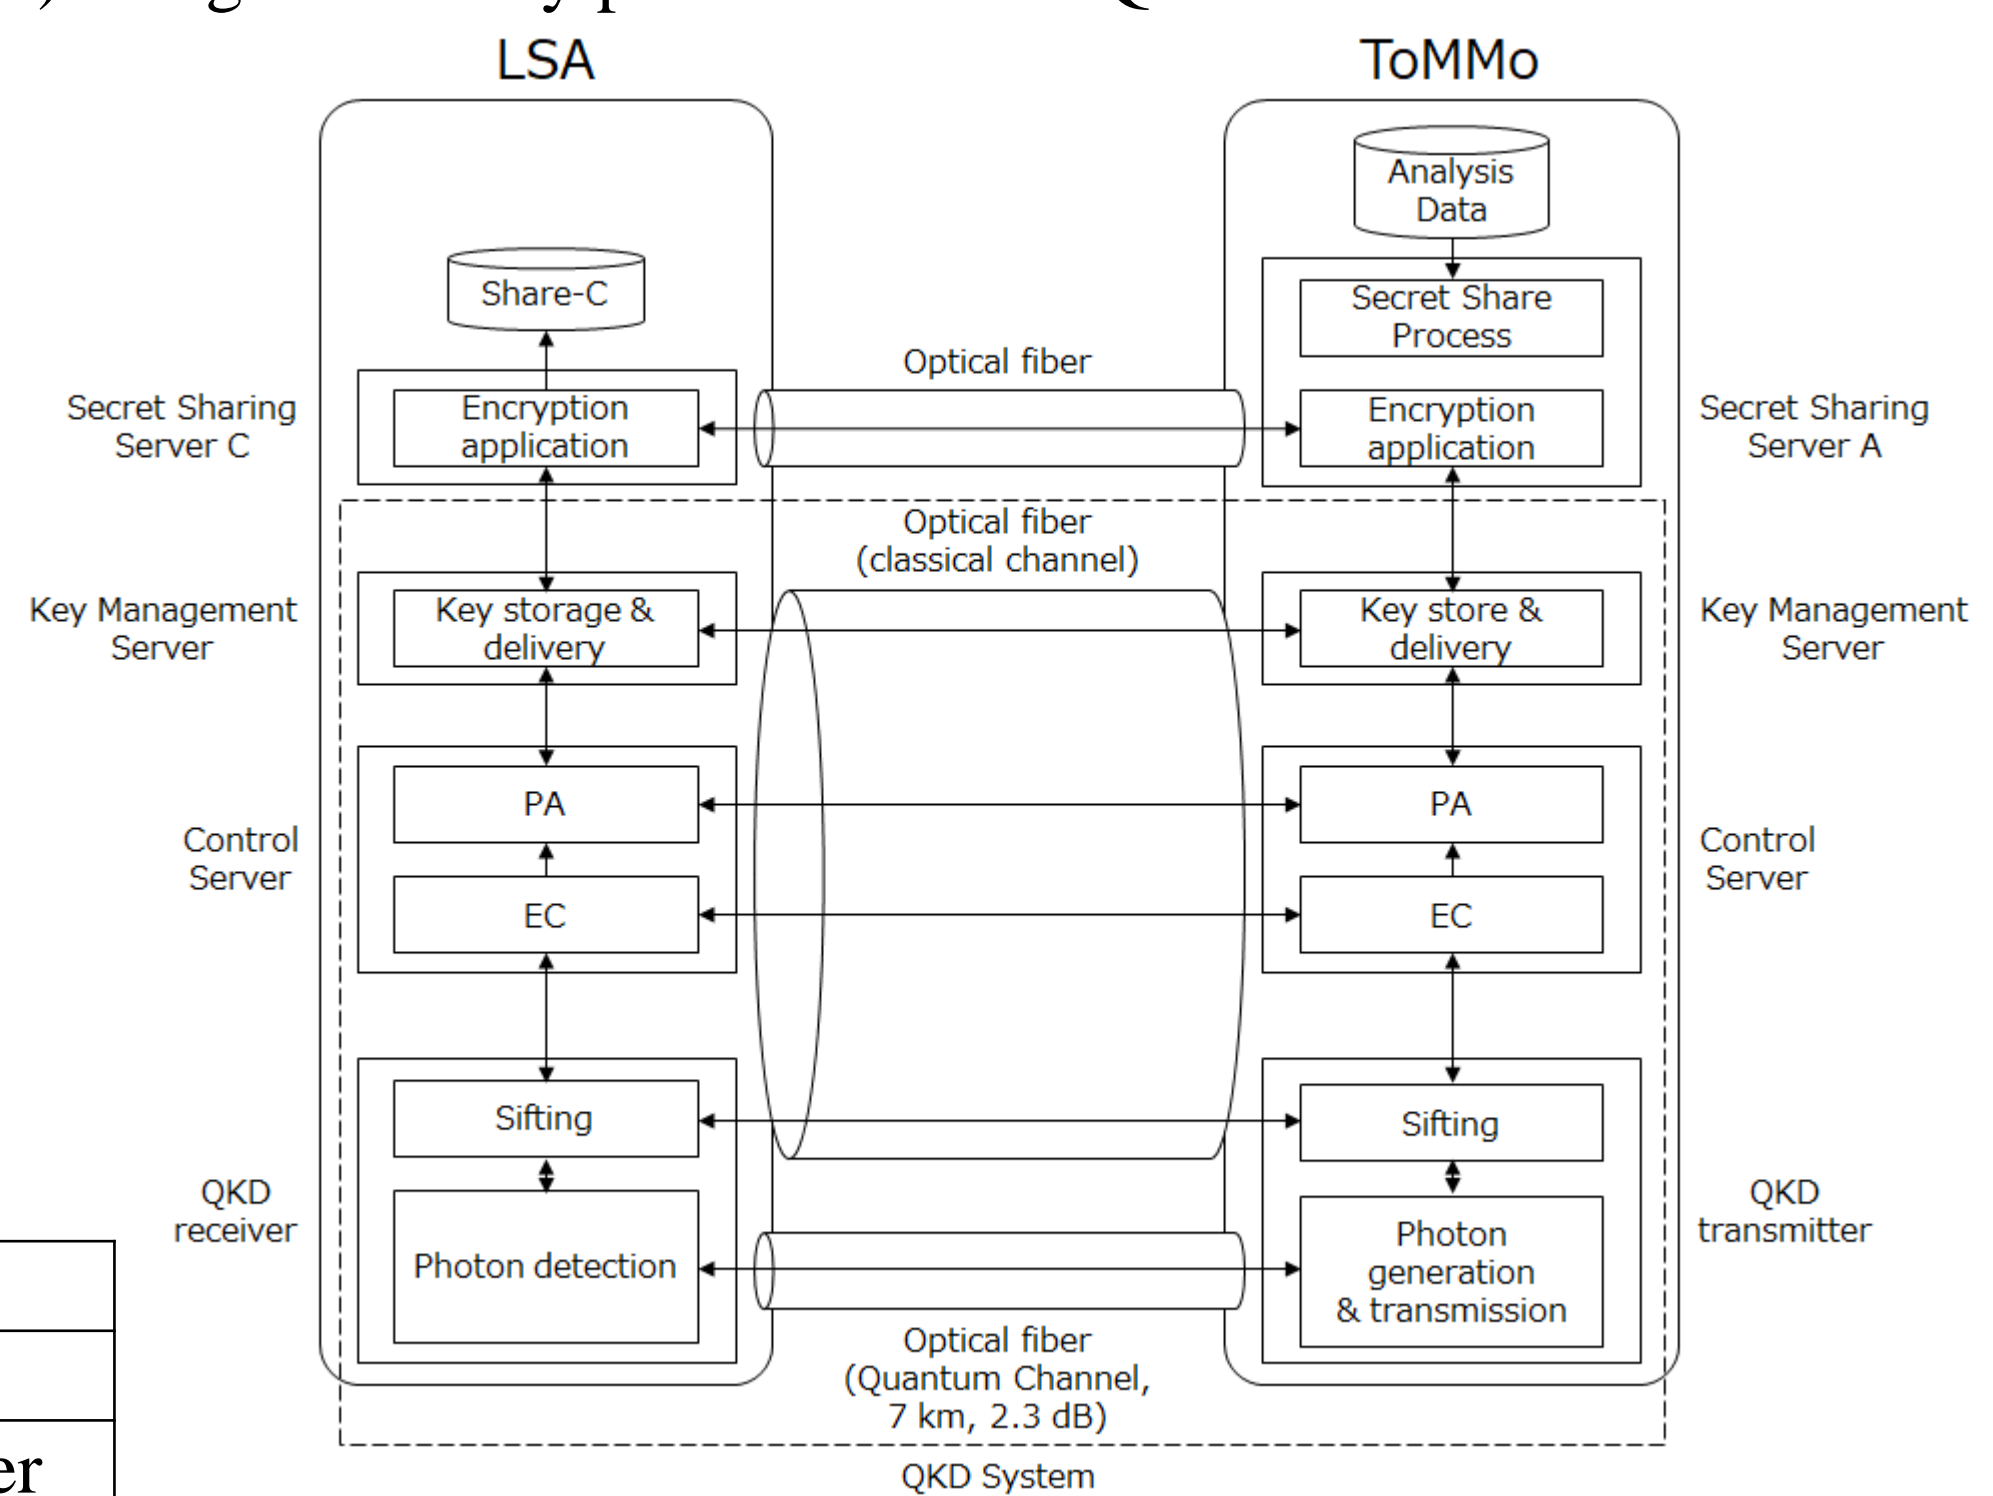 LSA
ToMMo
Analysis
Data
Share-C
Secret Share
Process
Optical fiber
Secret Sharing
Server C
Encryption
application
Encryption
application
Secret Sharing
Server A
Optical fiber
(classical channel)
Key Management
Server
Key storage &
delivery
Key store &
delivery
Key Management
Server
PA
PA
Control
Server
Control
Server
EC
EC
Sifting
Sifting
QKD
receiver
QKD
transmitter
Photon detection
Photon
generation
& transmission
Optical fiber
(Quantum Channel,
7 km, 2.3 dB)
QKD System